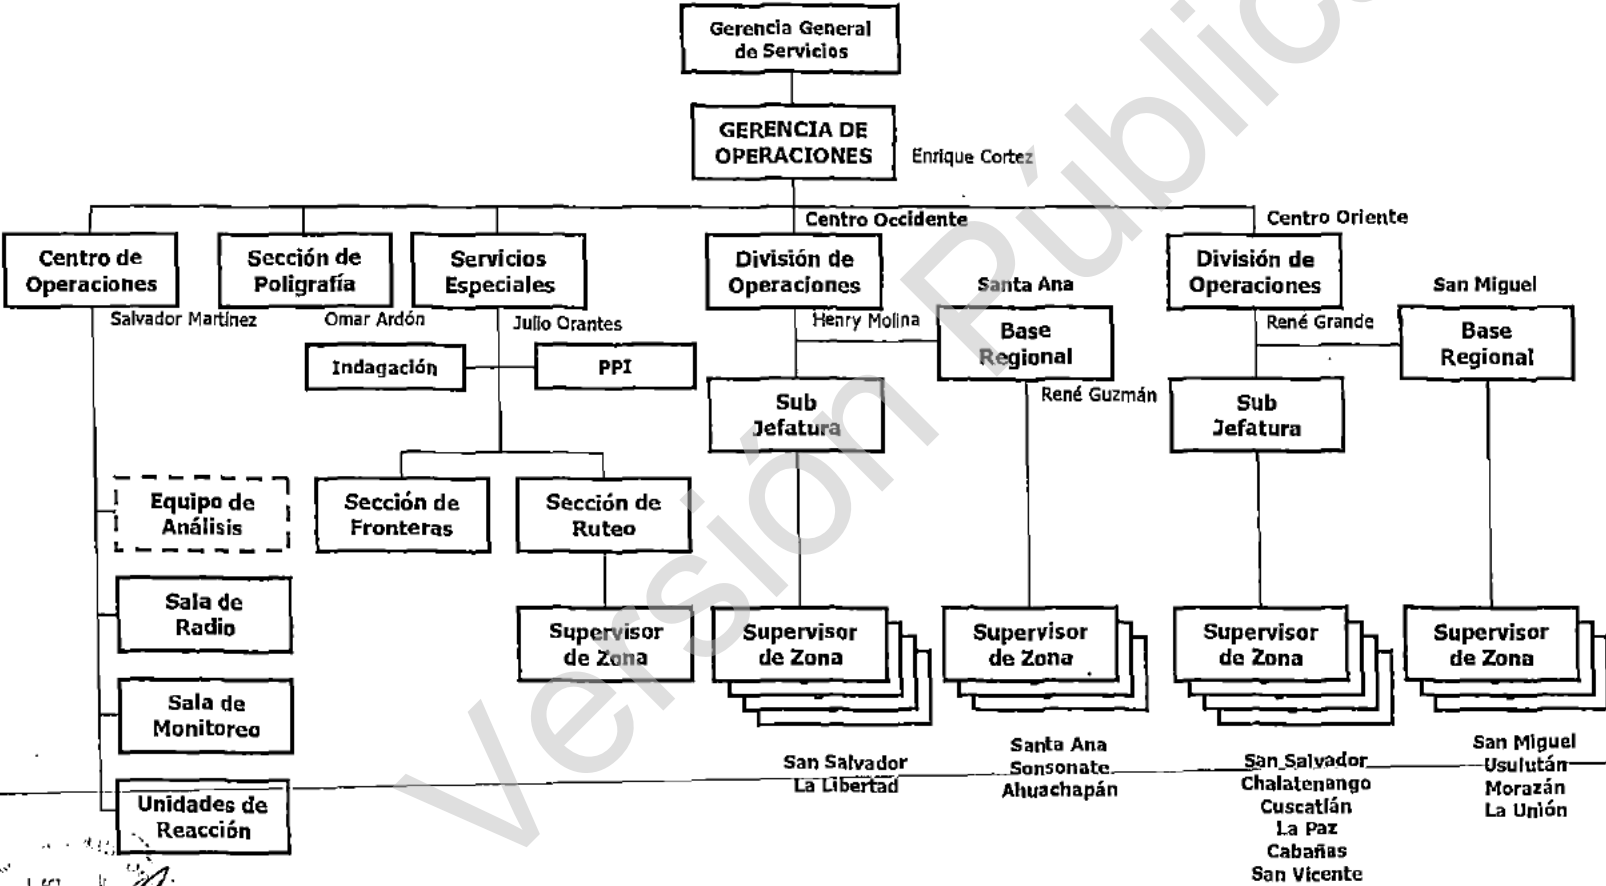 Gerencia General
de Servicios
GERENCIA DE
OPERACIONES
Enrique Cortez
Centro Occidente
Centro Oriente
Centro de
Operaciones
Salvador Martínez
Sección de
Poligrafía
Omar Ardón
Servicios
Especiales
Julio Orantes
División de
Operaciones
Henry Molina
Santa Ana
Base
Regional
René Guzmán
División de
Operaciones
René Grande
San Miguel
Base
Regional
Indagación
PPI
Sub
Jefatura
Sub
Jefatura
Equipo de
Análisis
Sección de
Fronteras
Sección de
Ruteo
Sala de
Radio
Supervisor
de Zona
Supervisor
de Zona
Supervisor
de Zona
Supervisor
de Zona
Supervisor
de Zona
Sala de
Monitoreo
Unidades de
Reacción
San Salvador
La Libertad
Santa Ana
Sonsonate
Ahuachapán
San Salvador
Chalatenango
Cuscatlán
La Paz
Cabañas
San Vicente
San Miguel
Usulután
Morazán
La Unión
Versión Pública